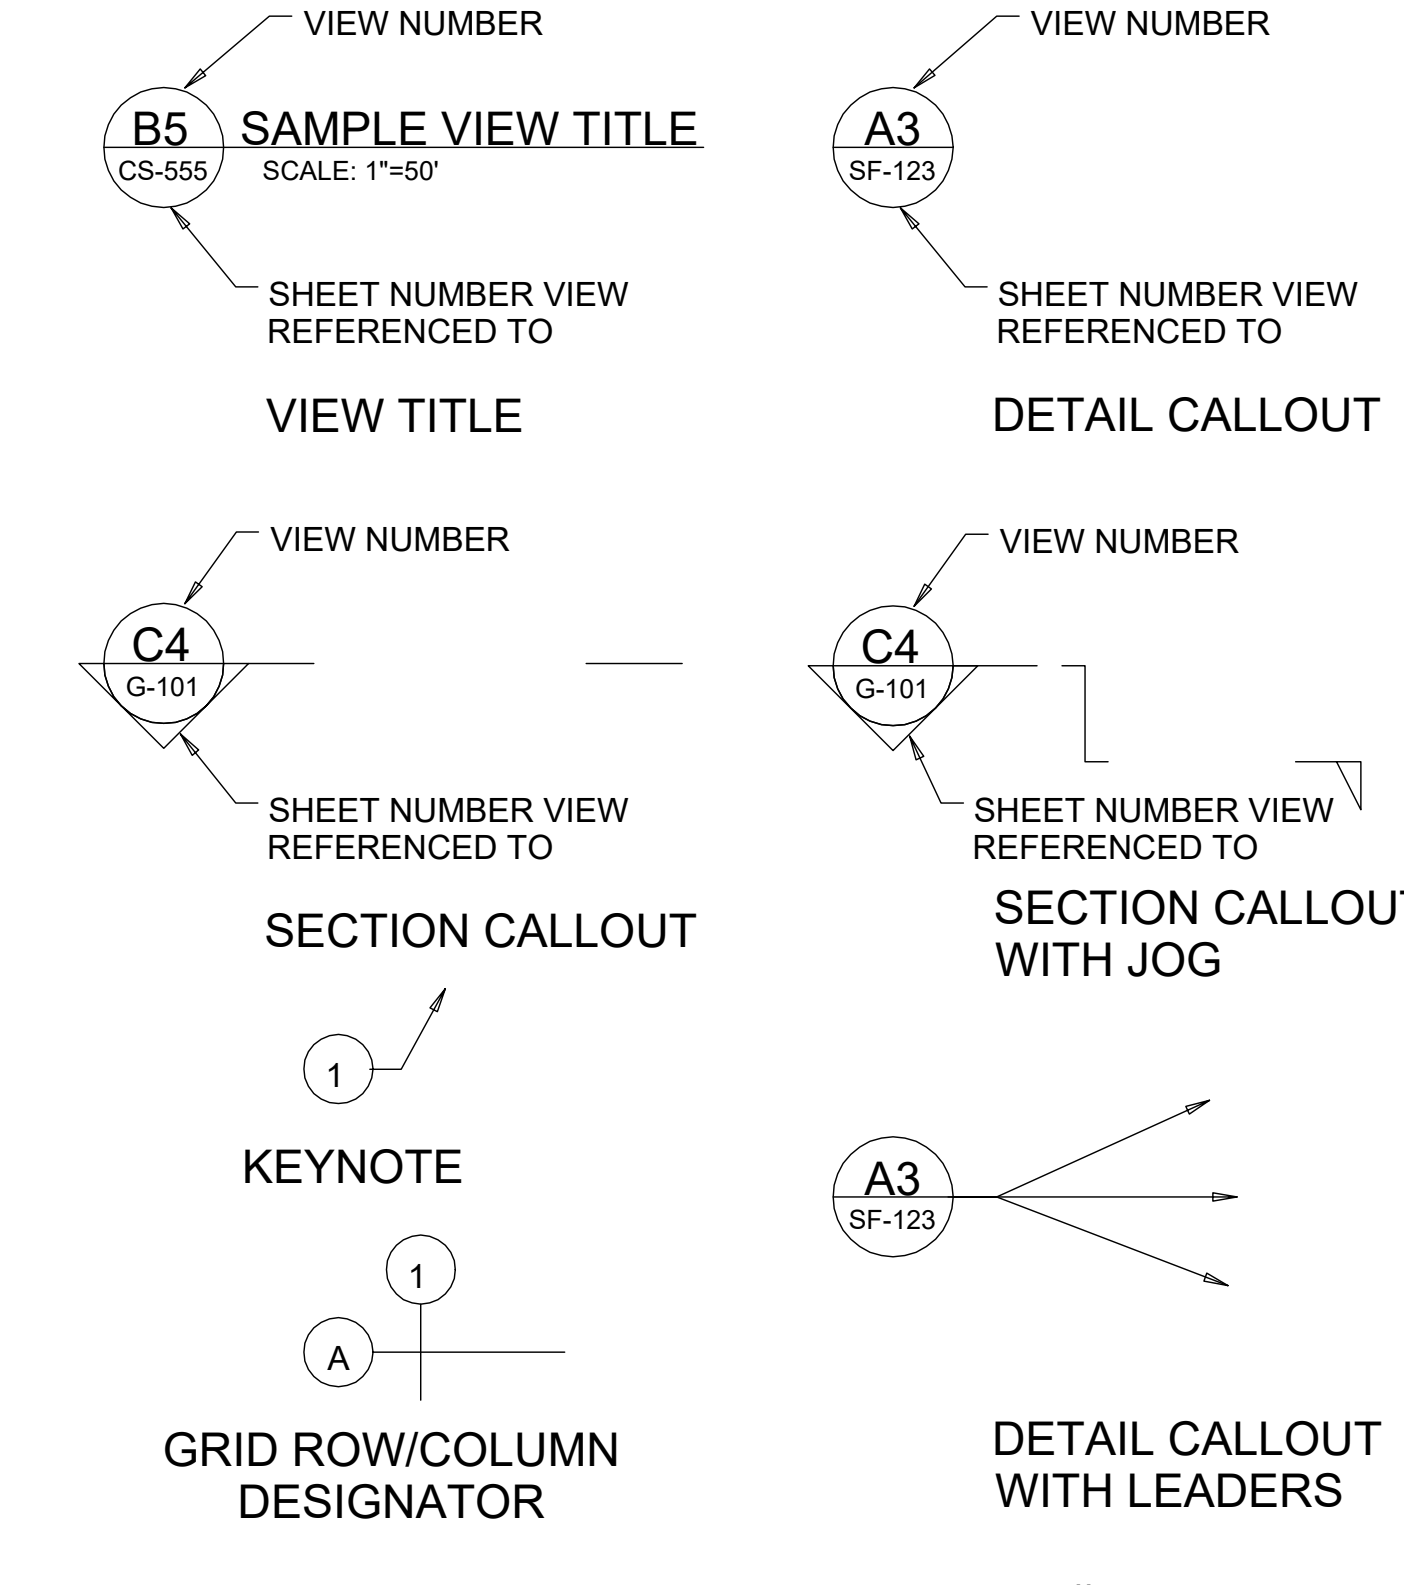 VIEW NUMBER
B5
SAMPLE VIEW TITLE
CS-555
SCALE: 1"=50'
SHEET NUMBER VIEW
REFERENCED TO
VIEW TITLE
VIEW NUMBER
A3
SF-123
SHEET NUMBER VIEW
REFERENCED TO
DETAIL CALLOUT
VIEW NUMBER
C4
G-101
SHEET NUMBER VIEW
REFERENCED TO
SECTION CALLOUT
VIEW NUMBER
C4
G-101
SHEET NUMBER VIEW
REFERENCED TO
SECTION CALLOUT
WITH JOG
1
KEYNOTE
A3
SF-123
DETAIL CALLOUT
WITH LEADERS
1
A
GRID ROW/COLUMN
DESIGNATOR